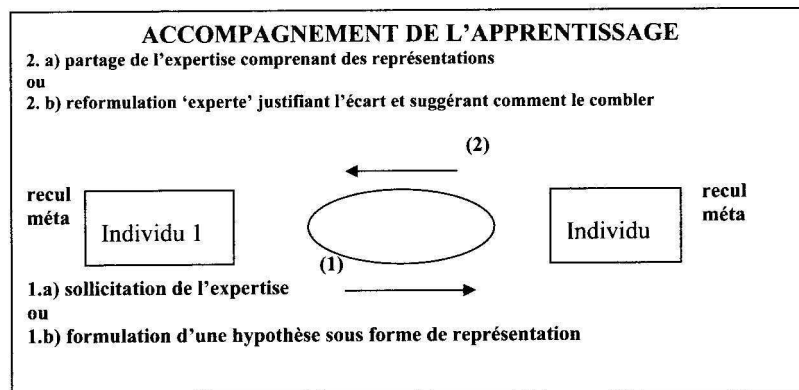 ACCOMPAGNEMENT DE L'APPRENTISSAGE
2. a) partage de l'expertise comprenant des représentations
ou
2. b) reformulation 'experte' justifiant l'écart et suggérant comment le combler
(2)
recul
méta
Individu 1
Individu
recul
méta
(1)
1.a) sollicitation de l'expertise
ou
1.b) formulation d'une hypothèse sous forme de représentation